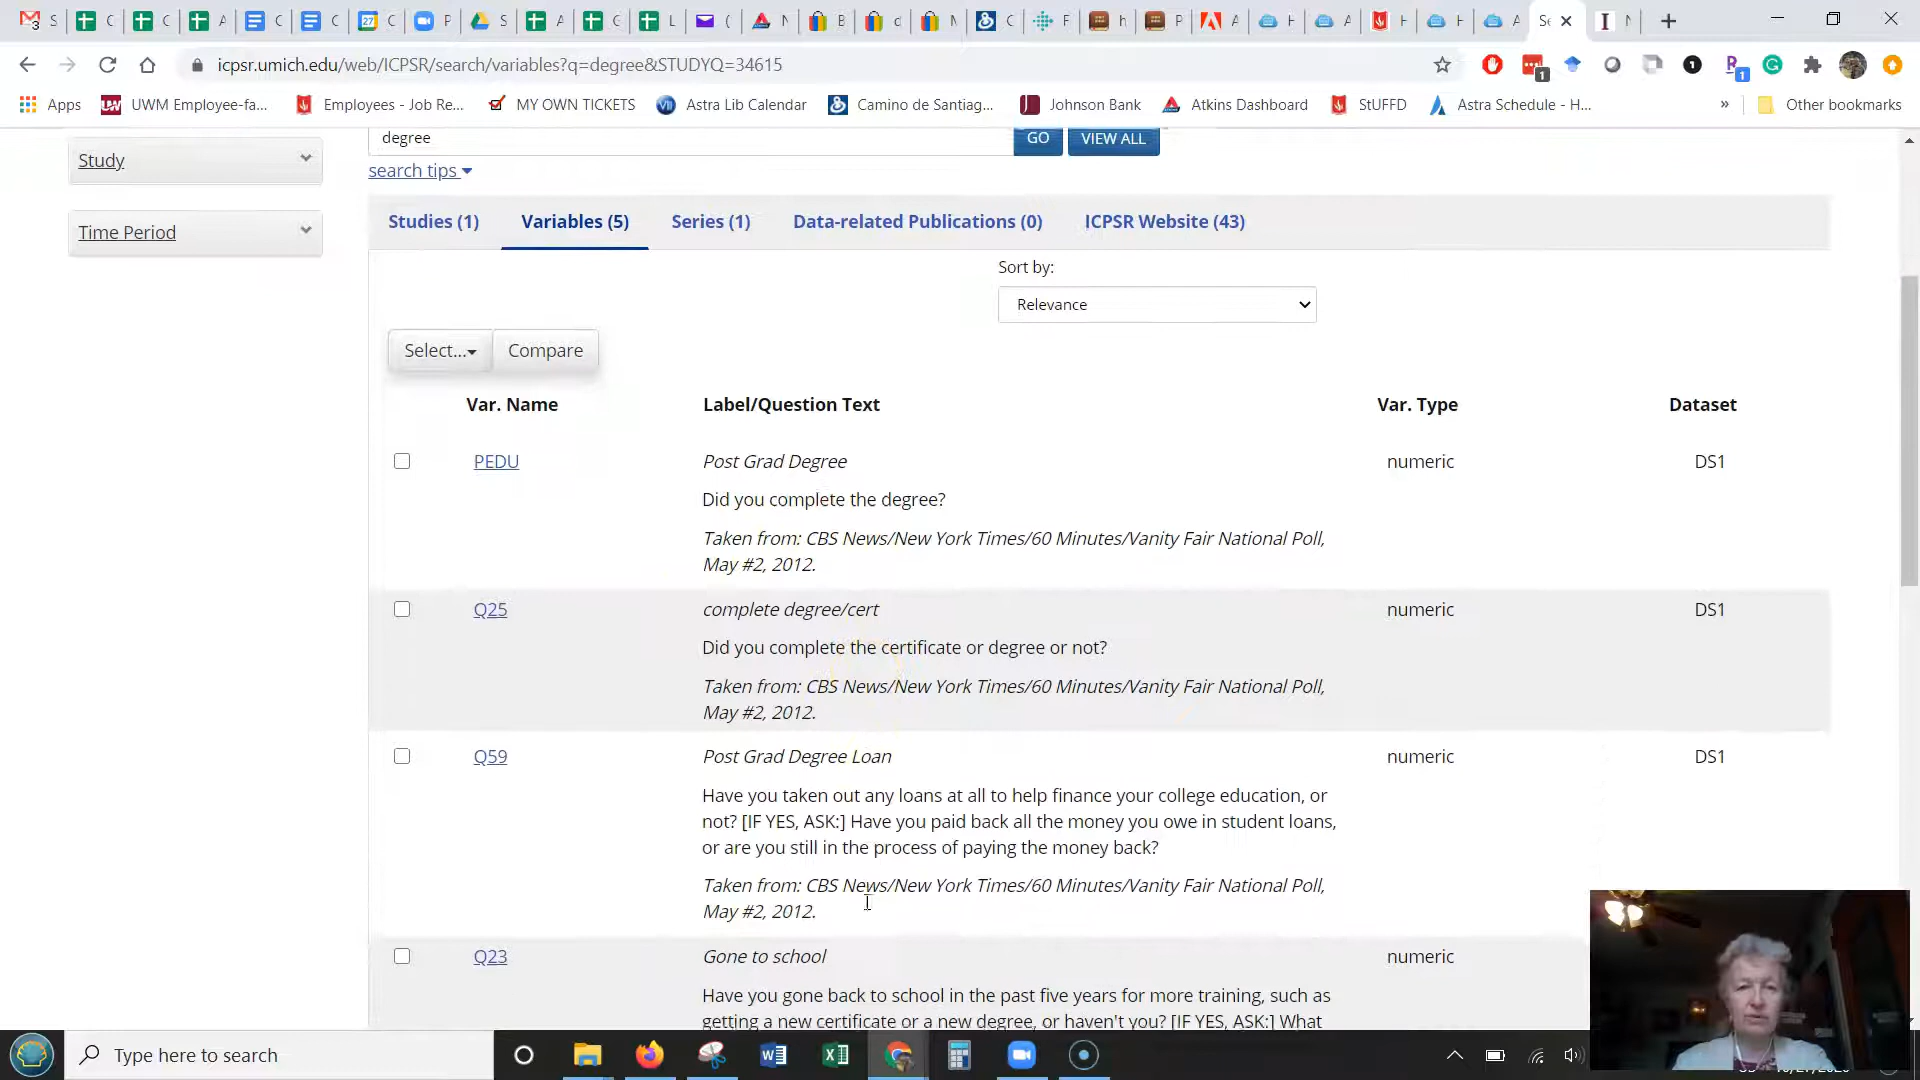 S C C A C C 27 C P S A G L ( N B d M C F h P A F A H F A Se N
icpsr.umich.edu/web/ICPSR/search/variables?q=degree&STUDYQ=34615
Apps UWM Employee-fa... Employees - Job Re... MY OWN TICKETS Astra Lib Calendar Camino de Santiag... Johnson Bank Atkins Dashboard StUFFD Astra Schedule - H... » Other bookmarks
degree GO VIEW ALL
Study
search tips
Time Period
Studies (1) Variables (5) Series (1) Data-related Publications (0) ICPSR Website (43)
Sort by:
Relevance
Select... Compare
Var. Name Label/Question Text Var. Type Dataset
PEDU Post Grad Degree numeric DS1
Did you complete the degree?
Taken from: CBS News/New York Times/60 Minutes/Vanity Fair National Poll,
May #2, 2012.
Q25 complete degree/cert numeric DS1
Did you complete the certificate or degree or not?
Taken from: CBS News/New York Times/60 Minutes/Vanity Fair National Poll,
May #2, 2012.
Q59 Post Grad Degree Loan numeric DS1
Have you taken out any loans at all to help finance your college education, or
not? [IF YES, ASK:] Have you paid back all the money you owe in student loans,
or are you still in the process of paying the money back?
Taken from: CBS News/New York Times/60 Minutes/Vanity Fair National Poll,
May #2, 2012.
Q23 Gone to school numeric
Have you gone back to school in the past five years for more training, such as
getting a new certificate or a new degree, or haven't you? [IF YES, ASK:] What
Type here to search